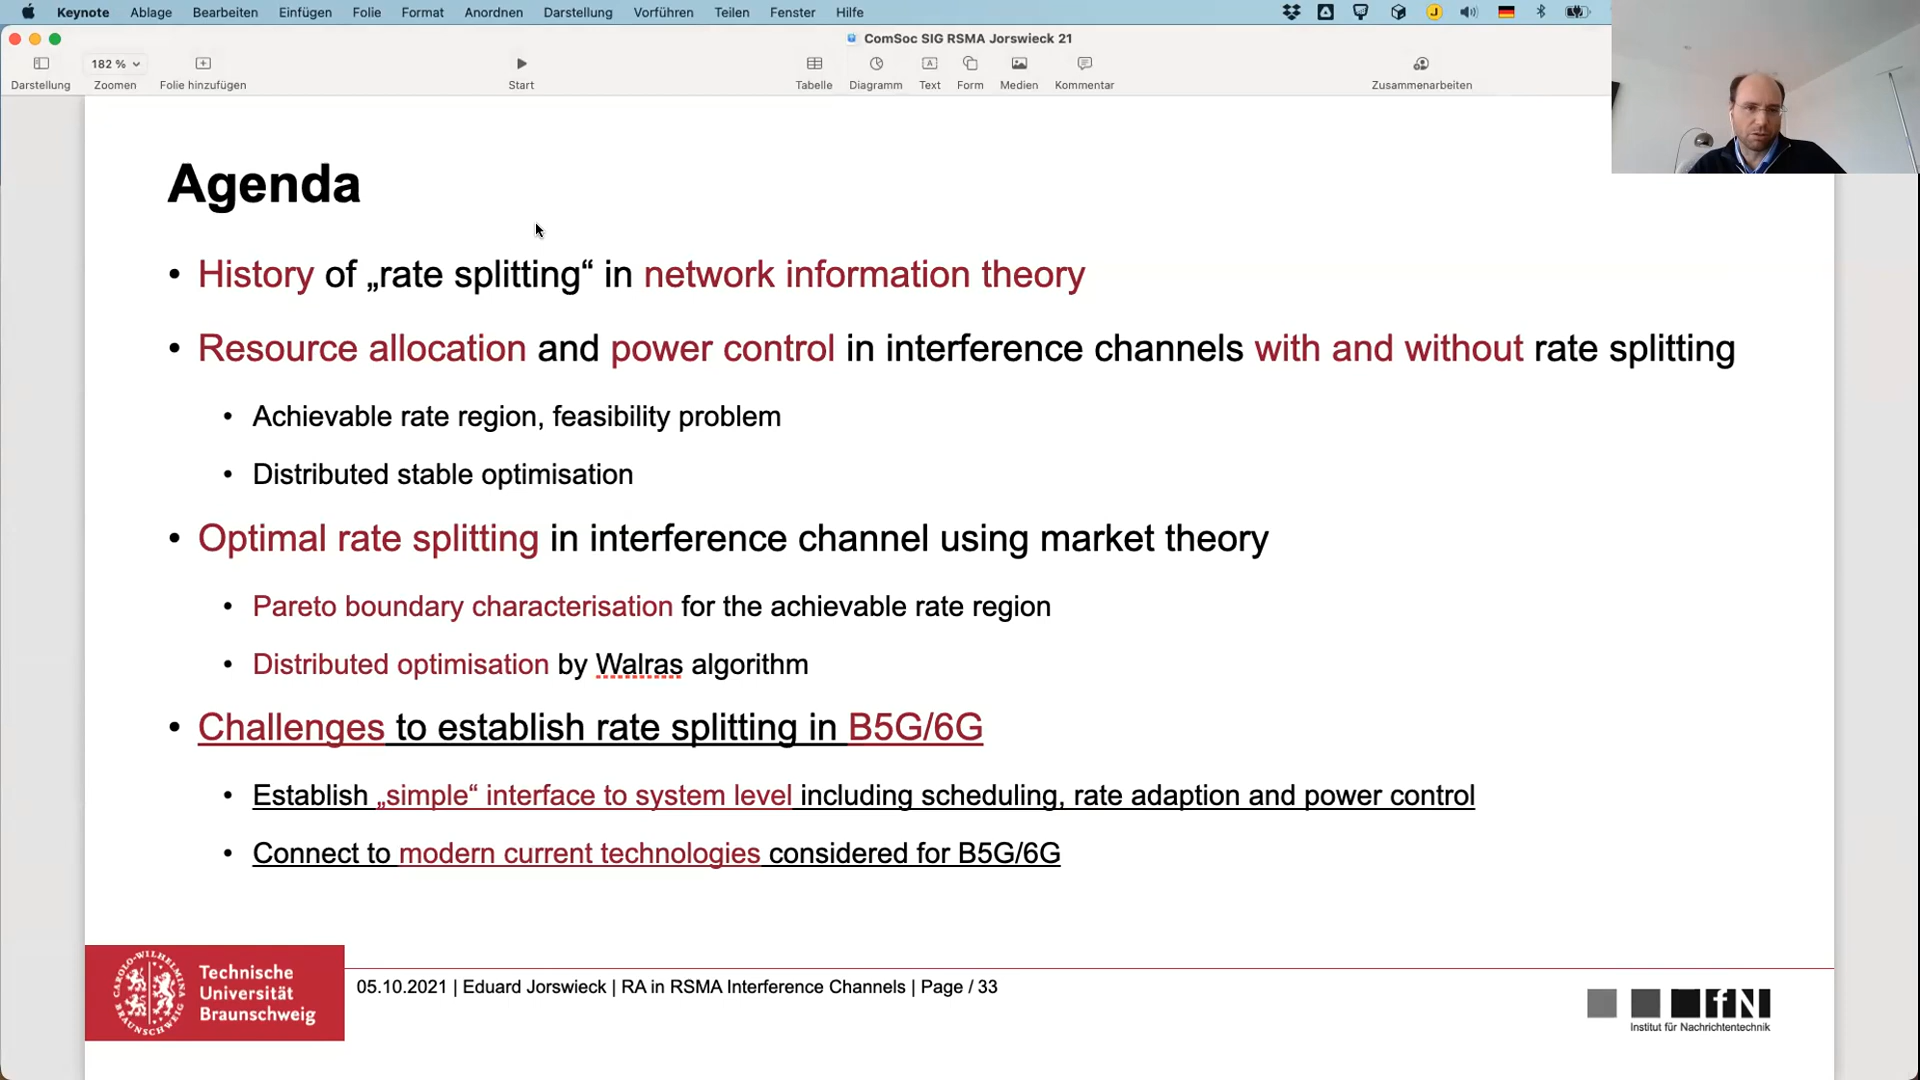 Keynote Ablage Bearbeiten Einfügen Folie Format Anordnen Darstellung Vorführen Teilen Fenster Hilfe
ComSoc SIG RSMA Jorswieck 21
182 %
Darstellung Zoomen Folie hinzufügen Start Tabelle Diagramm Text Form Medien Kommentar Zusammenarbeiten
Agenda
• History of „rate splitting“ in network information theory
• Resource allocation and power control in interference channels with and without rate splitting
• Achievable rate region, feasibility problem
• Distributed stable optimisation
• Optimal rate splitting in interference channel using market theory
• Pareto boundary characterisation for the achievable rate region
• Distributed optimisation by Walras algorithm
• Challenges to establish rate splitting in B5G/6G
• Establish „simple“ interface to system level including scheduling, rate adaption and power control
• Connect to modern current technologies considered for B5G/6G
CAROLO-WILHELMINA
BRAUNSCHWEIG
Technische
Universität
Braunschweig
05.10.2021 | Eduard Jorswieck | RA in RSMA Interference Channels | Page / 33
IfN
Institut für Nachrichtentechnik